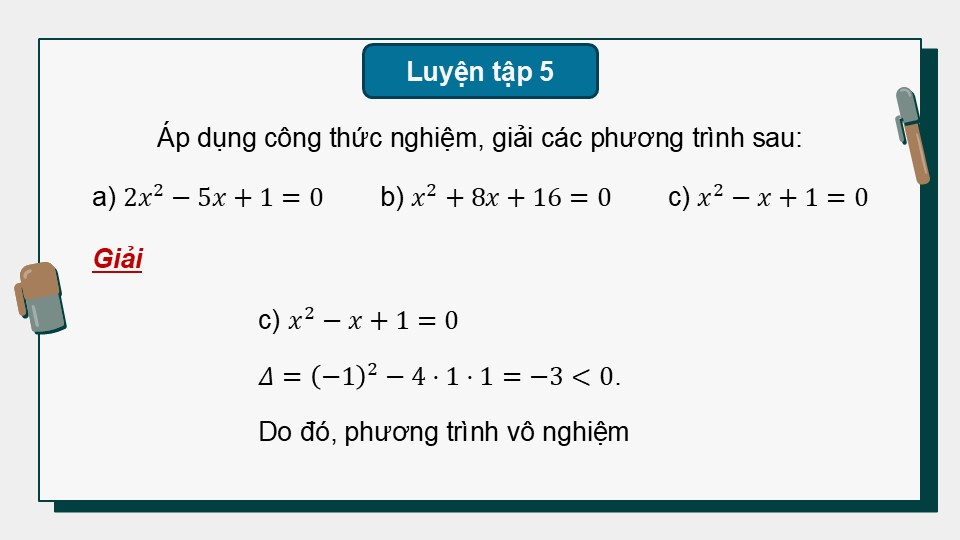 Luyện tập 5
Áp dụng công thức nghiệm, giải các phương trình sau:
a) 2x² − 5x + 1 = 0 b) x² + 8x + 16 = 0 c) x² − x + 1 = 0
Giải
c) x² − x + 1 = 0
Δ = (−1)² − 4 · 1 · 1 = −3 < 0.
Do đó, phương trình vô nghiệm